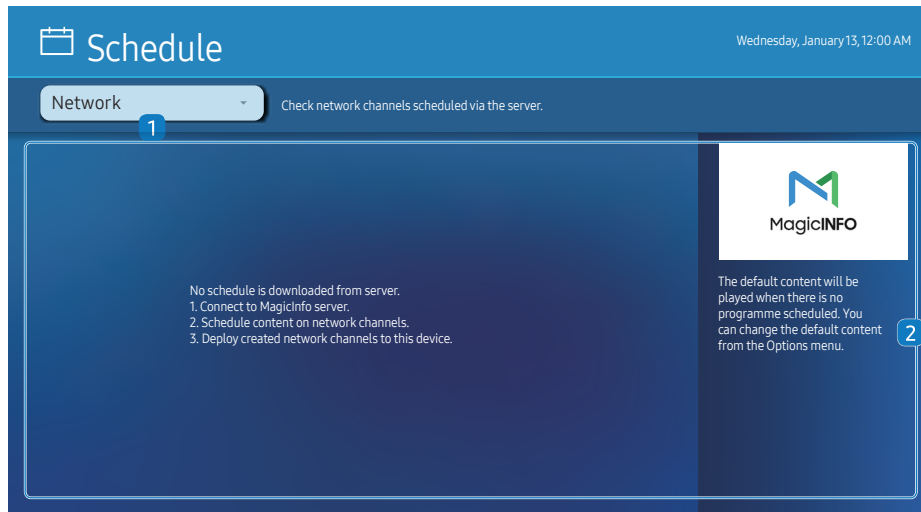 Schedule
Wednesday, January 13, 12:00 AM
Network
Check network channels scheduled via the server.
1
MagicINFO
No schedule is downloaded from server.
1. Connect to MagicInfo server.
2. Schedule content on network channels.
3. Deploy created network channels to this device.
The default content will be
played when there is no
programme scheduled. You
can change the default content
from the Options menu.
2